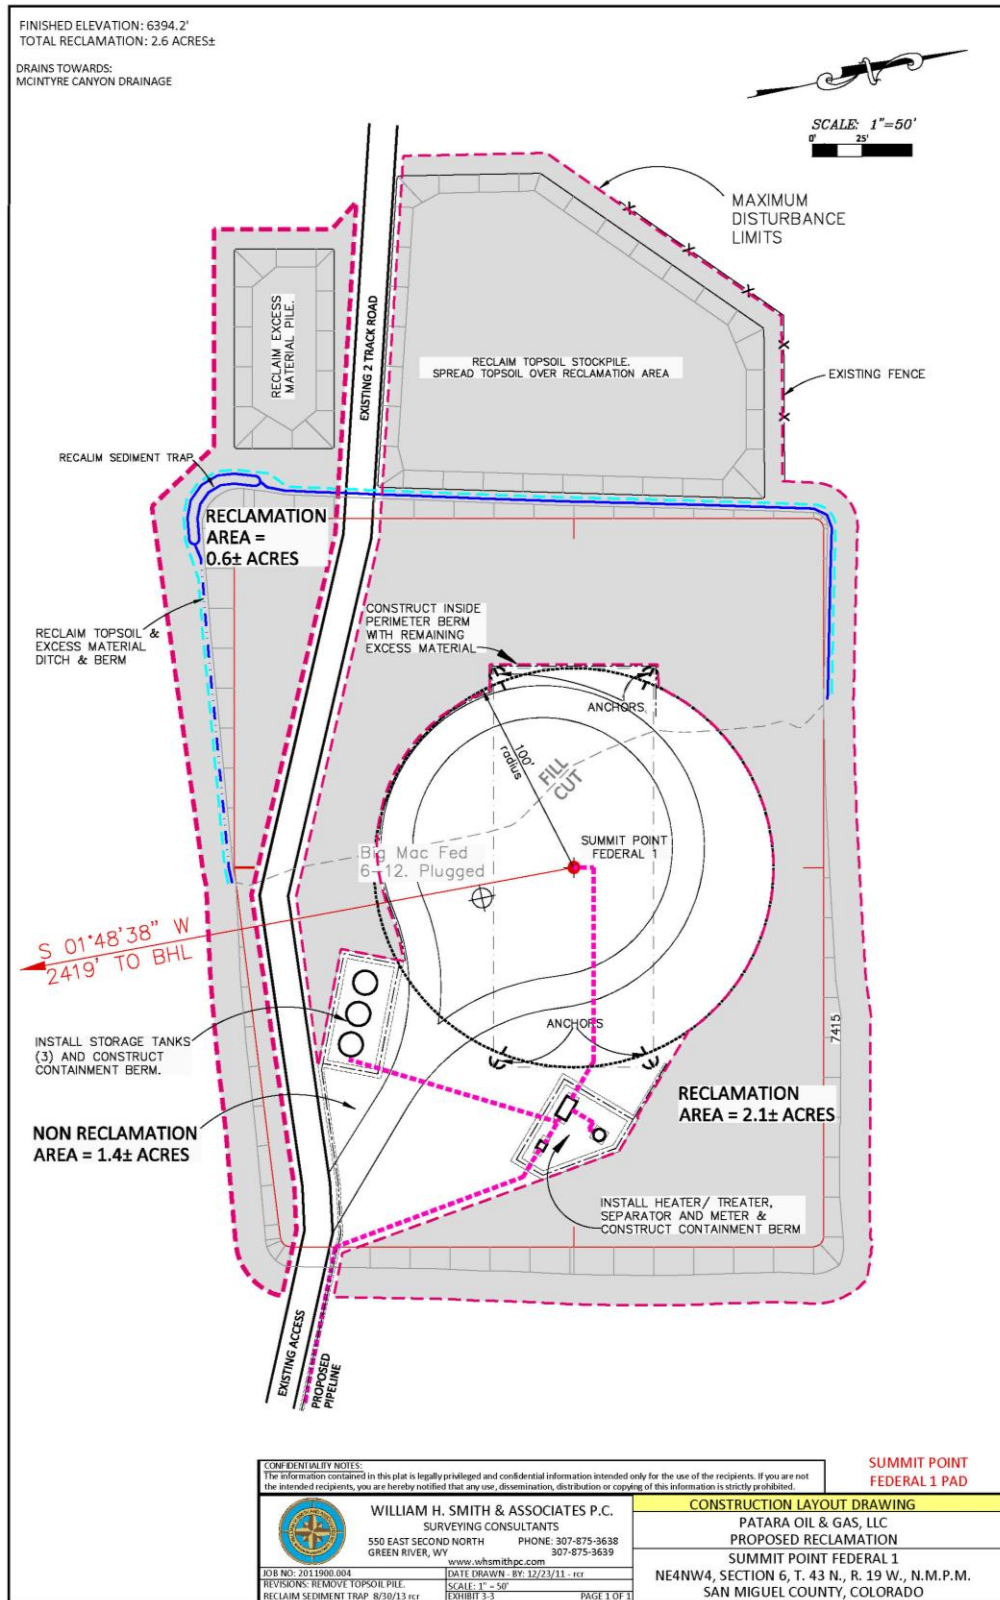 FINISHED ELEVATION: 6394.2'
TOTAL RECLAMATION: 2.6 ACRES±
DRAINS TOWARDS:
MCINTYRE CANYON DRAINAGE
SCALE: 1"=50'
0' 25'
MAXIMUM
DISTURBANCE
LIMITS
RECLAIM EXCESS
MATERIAL PILE.
EXISTING 2 TRACK ROAD
RECLAIM TOPSOIL STOCKPILE.
SPREAD TOPSOIL OVER RECLAMATION AREA
EXISTING FENCE
RECALIM SEDIMENT TRAP
RECLAMATION
AREA =
0.6± ACRES
RECLAIM TOPSOIL &
EXCESS MATERIAL
DITCH & BERM
CONSTRUCT INSIDE
PERIMETER BERM
WITH REMAINING
EXCESS MATERIAL
ANCHORS
100'
radius
FILL
CUT
SUMMIT POINT
FEDERAL 1
Big Mac Fed
6-12. Plugged
S 01°48'38" W
2419' TO BHL
INSTALL STORAGE TANKS
(3) AND CONSTRUCT
CONTAINMENT BERM.
ANCHORS
7415
NON RECLAMATION
AREA = 1.4± ACRES
RECLAMATION
AREA = 2.1± ACRES
INSTALL HEATER/ TREATER,
SEPARATOR AND METER &
CONSTRUCT CONTAINMENT BERM
EXISTING ACCESS
PROPOSED
PIPELINE
SUMMIT POINT
FEDERAL 1 PAD
CONFIDENTIALITY NOTES:
The information contained in this plat is legally privileged and confidential information intended only for the use of the recipients. If you are not
the intended recipients, you are hereby notified that any use, dissemination, distribution or copying of this information is strictly prohibited.
WILLIAM H. SMITH & ASSOCIATES P.C.
SURVEYING CONSULTANTS
550 EAST SECOND NORTH PHONE: 307-875-3638
GREEN RIVER, WY 307-875-3639
www.whsmithpc.com
JOB NO: 2011900.004 DATE DRAWN - BY: 12/23/11 - rcr
REVISIONS: REMOVE TOPSOIL PILE. SCALE: 1" = 50'
RECLAIM SEDIMENT TRAP 8/30/13 rcr EXHIBIT 3-3 PAGE 1 OF 1
CONSTRUCTION LAYOUT DRAWING
PATARA OIL & GAS, LLC
PROPOSED RECLAMATION
SUMMIT POINT FEDERAL 1
NE4NW4, SECTION 6, T. 43 N., R. 19 W., N.M.P.M.
SAN MIGUEL COUNTY, COLORADO